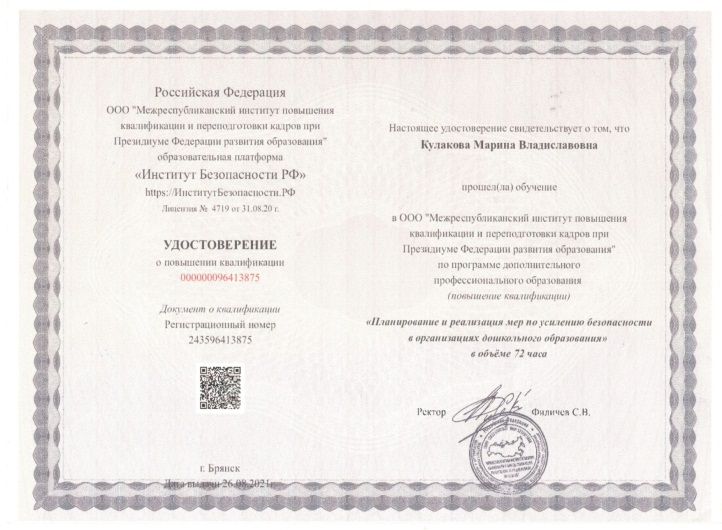 Российская Федерация
ООО "Межреспубликанский институт повышения
квалификации и переподготовки кадров при
Президиуме Федерации развития образования"
образовательная платформа
«Институт Безопасности РФ»
https:/ИнститутБезопасности.РФ
Лицензия № 4719 от 31.08.20 г.
УДОСТОВЕРЕНИЕ
о повышении квалификации
000000096413875
Документ о квалификации
Регистрационный номер
243596413875
г. Брянск
Дата выдачи 26.08.2021г.
Настоящее удостоверение свидетельствует о том, что
Кулакова Марина Владиславовна
прошел(ла) обучение
в ООО "Межреспубликанский институт повышения
квалификации и переподготовки кадров при
Президиуме Федерации развития образования"
по программе дополнительного
профессионального образования
(повышение квалификации)
«Планирование и реализация мер по усилению безопасности
в организациях дошкольного образования»
в объёме 72 часа
Ректор Филичев С.В.